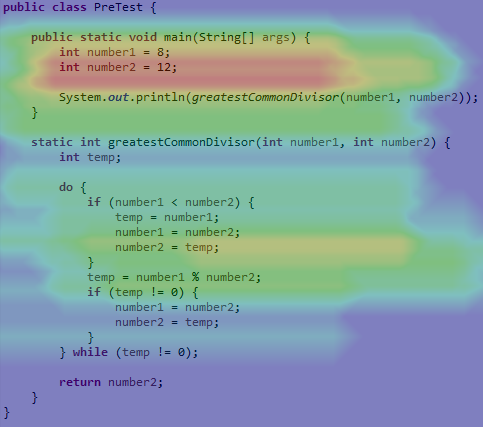 public class PreTest {
public static void main(String[] args) {
int number1 = 8;
int number2 = 12;
System.out.println(greatestCommonDivisor(number1, number2));
}
static int greatestCommonDivisor(int number1, int number2) {
int temp;
do {
if (number1 < number2) {
temp = number1;
number1 = number2;
number2 = temp;
}
temp = number1 % number2;
if (temp != 0) {
number1 = number2;
number2 = temp;
}
} while (temp != 0);
return number2;
}
}